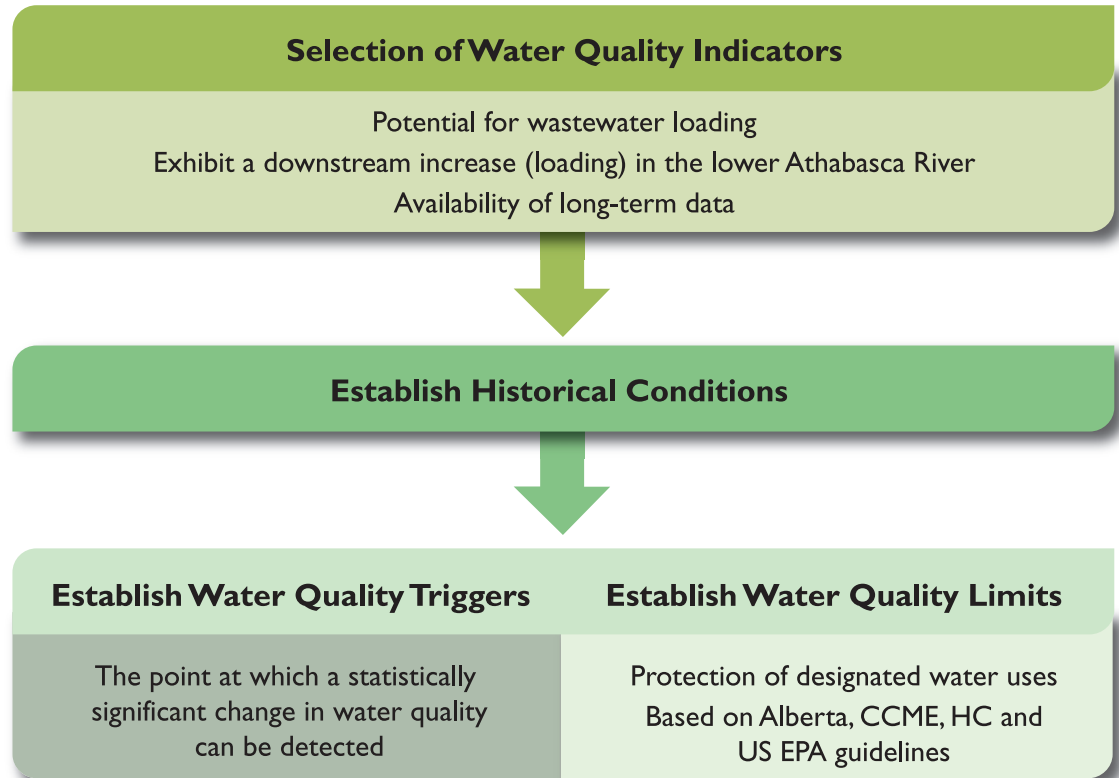 Selection of Water Quality Indicators
Potential for wastewater loading
Exhibit a downstream increase (loading) in the lower Athabasca River
Availability of long-term data
Establish Historical Conditions
Establish Water Quality Triggers
The point at which a statistically
significant change in water quality
can be detected
Establish Water Quality Limits
Protection of designated water uses
Based on Alberta, CCME, HC and
US EPA guidelines